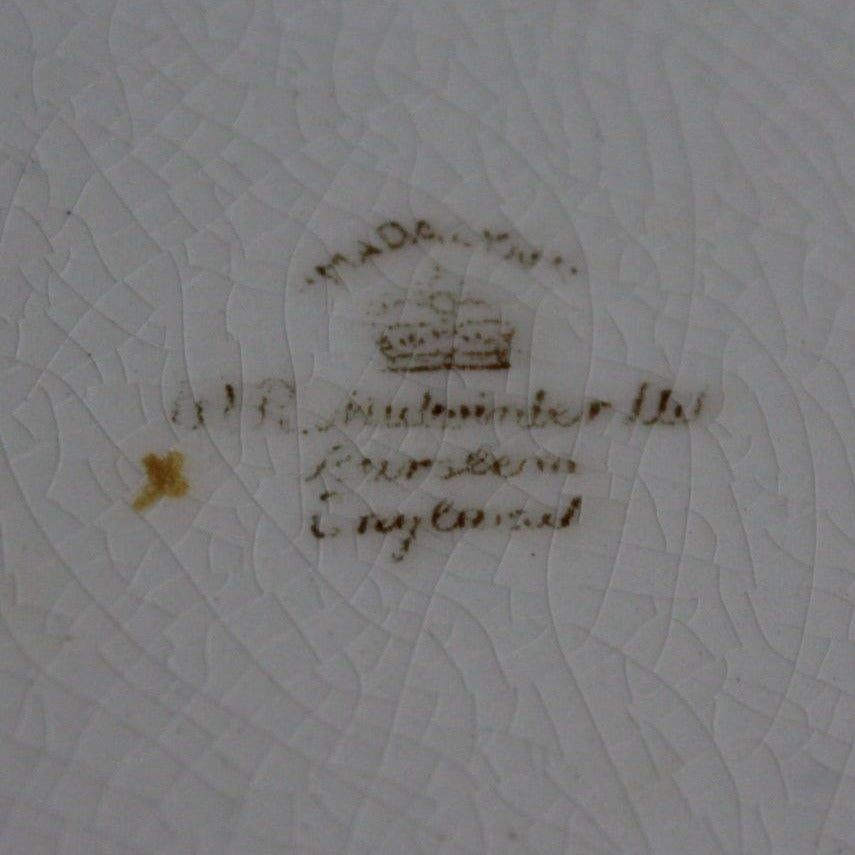 W.R. Midwinter Ltd
Burslem
England